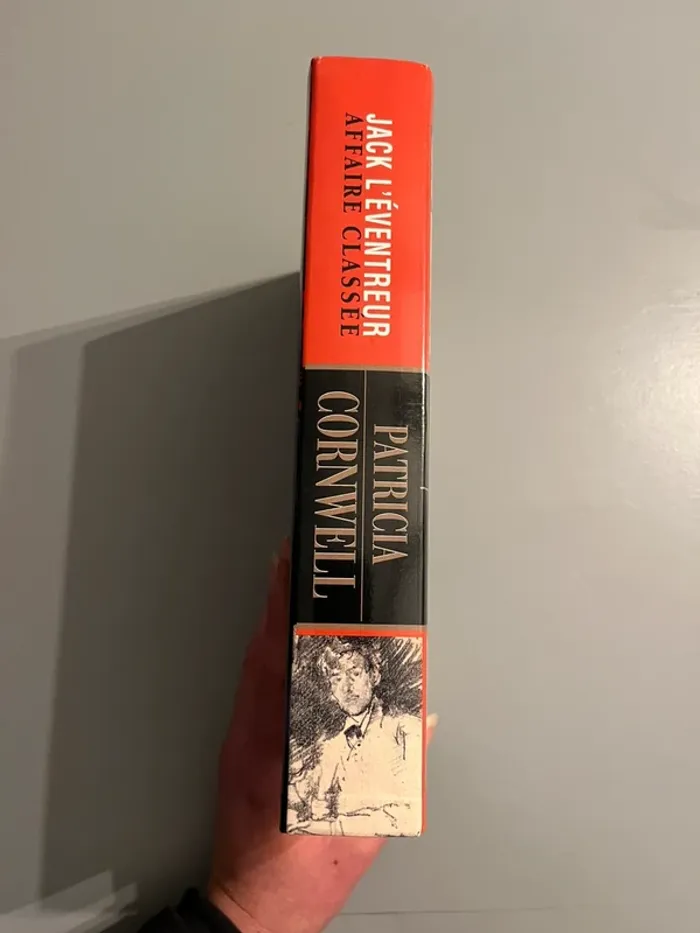 JACK L'ÉVENTREUR
AFFAIRE CLASSÉE
PATRICIA
CORNWELL